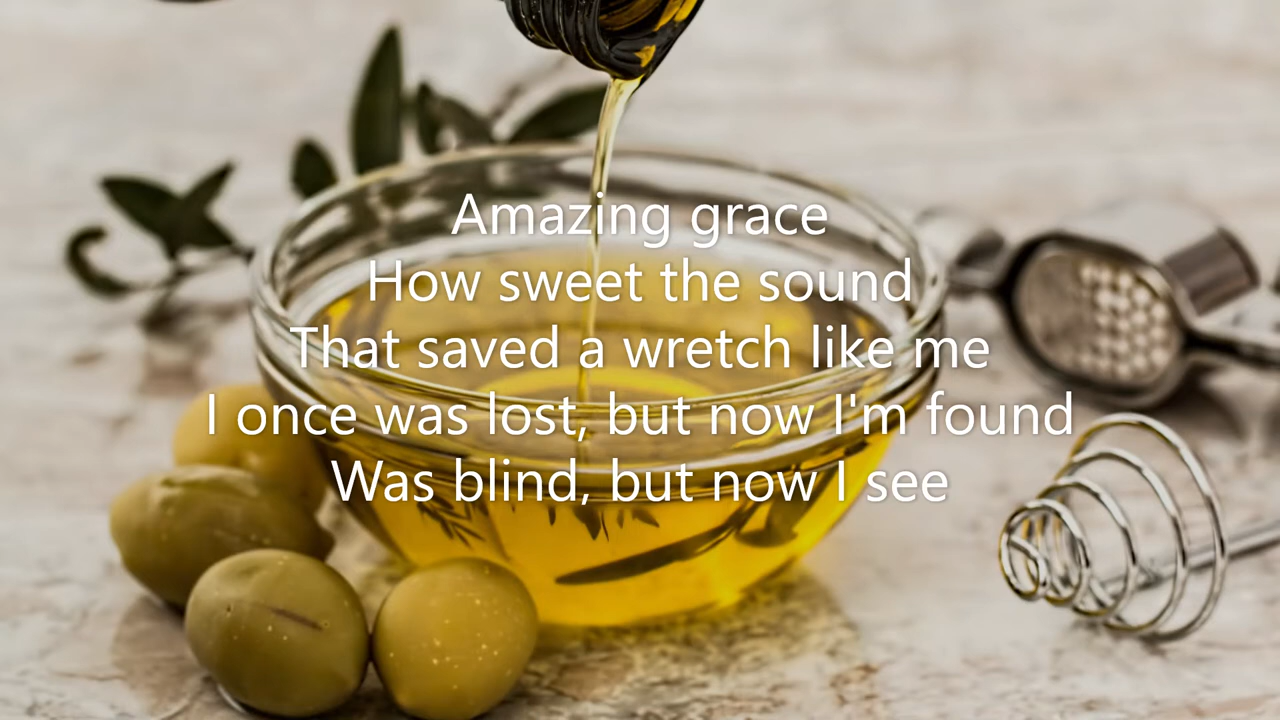 Amazing grace
How sweet the sound
That saved a wretch like me
I once was lost, but now I'm found
Was blind, but now I see